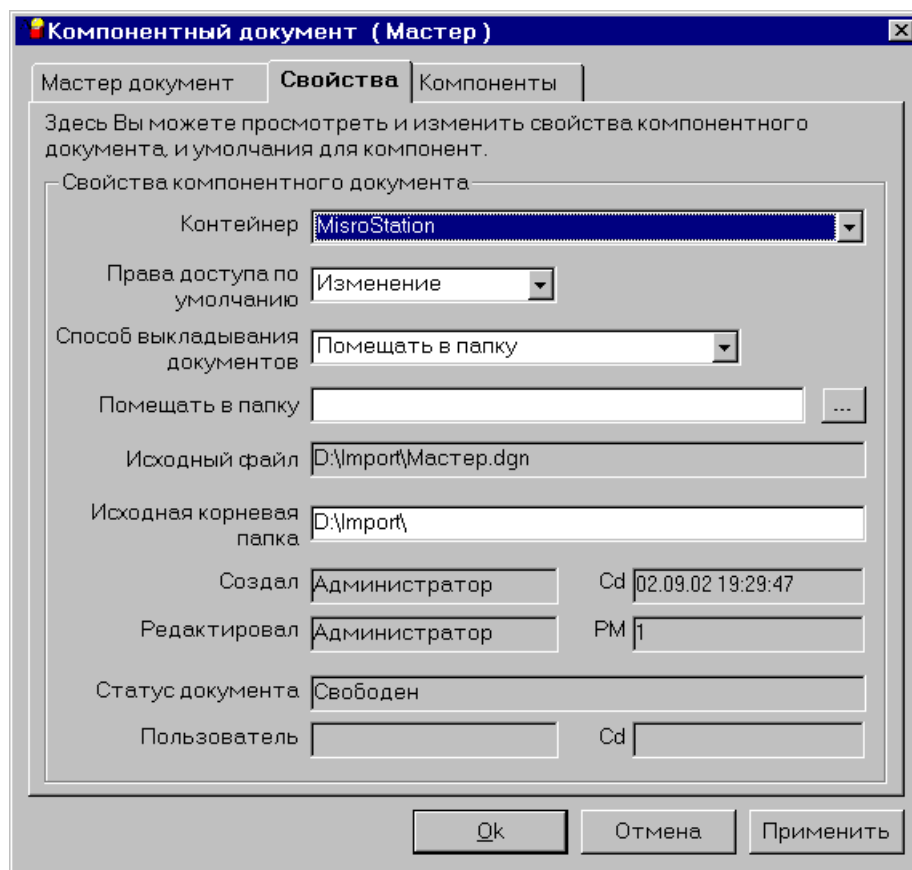 Компонентный документ ( Мастер )
Мастер документ Свойства Компоненты
Здесь Вы можете просмотреть и изменить свойства компонентного
документа, и умолчания для компонент.
Свойства компонентного документа
Контейнер MisroStation
Права доступа по
умолчанию Изменение
Способ выкладывания
документов Помещать в папку
Помещать в папку ...
Исходный файл D:\Import\Мастер.dgn
Исходная корневая
папка D:\Import\
Создал Администратор Cd 02.09.02 19:29:47
Редактировал Администратор РМ 1
Статус документа Свободен
Пользователь Cd
Ok Отмена Применить